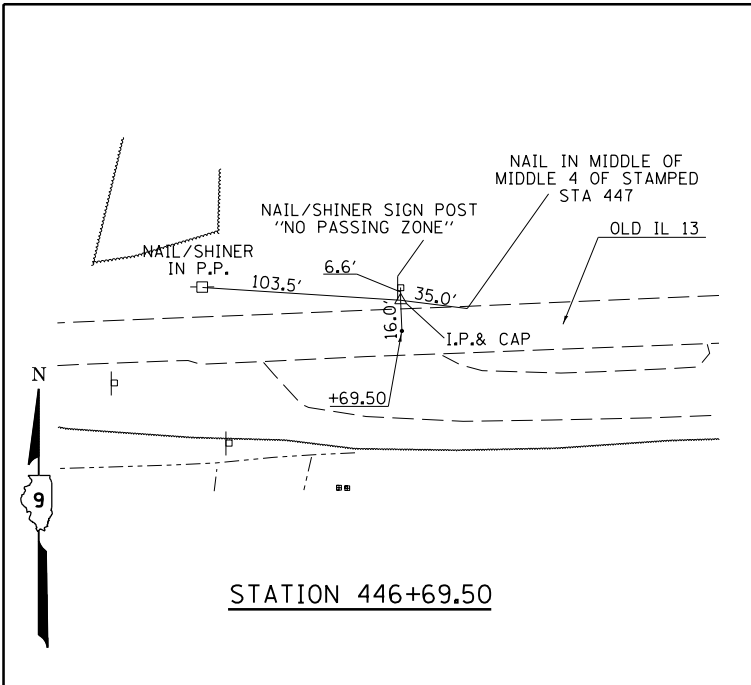 NAIL IN MIDDLE OF
MIDDLE 4 OF STAMPED
STA 447
NAIL/SHINER SIGN POST
"NO PASSING ZONE"
OLD IL 13
NAIL/SHINER
IN P.P.
6.6'
103.5'
35.0'
16.0'
I.P.& CAP
+69.50
N
9
STATION 446+69.50